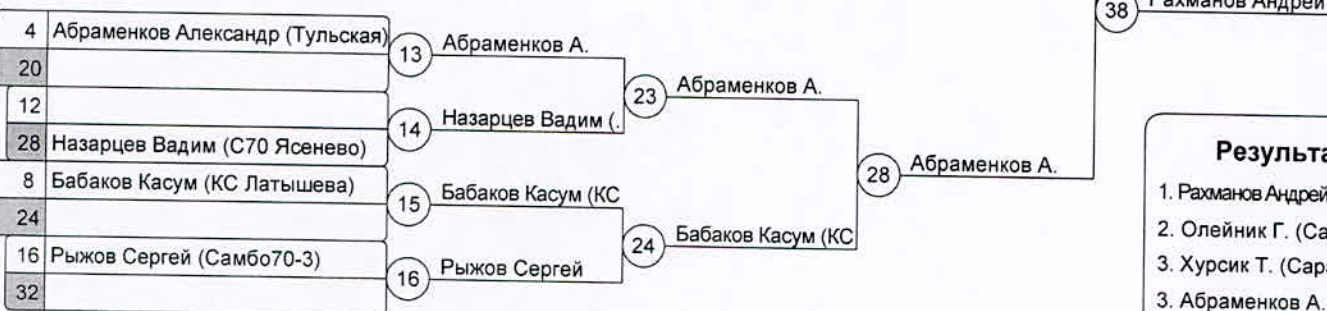 38 Рахманов Андрей
4 Абраменков Александр (Тульская)
20
12
28 Назарцев Вадим (С70 Ясенево)
8 Бабаков Касум (КС Латышева)
24
16 Рыжов Сергей (Самбо70-3)
32
13 Абраменков А.
14 Назарцев Вадим (.
15 Бабаков Касум (КС
16 Рыжов Сергей
23 Абраменков А.
24 Бабаков Касум (КС
28 Абраменков А.
Результа
1. Рахманов Андрей
2. Олейник Г. (Са
3. Хурсик Т. (Сар
3. Абраменков А.